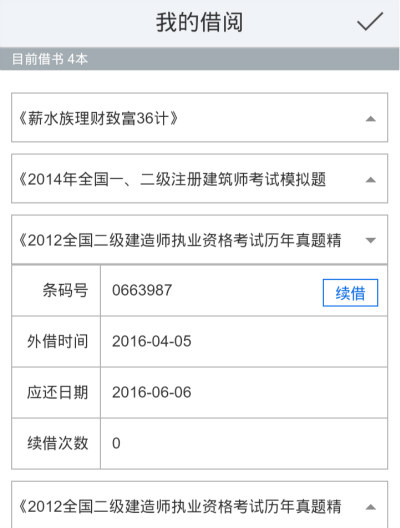 我的借阅
目前借书 4本
《薪水族理财致富36计》
《2014年全国一、二级注册建筑师考试模拟题
《2012全国二级建造师执业资格考试历年真题精
条码号 0663987 续借
外借时间 2016-04-05
应还日期 2016-06-06
续借次数 0
《2012全国二级建造师执业资格考试历年真题精